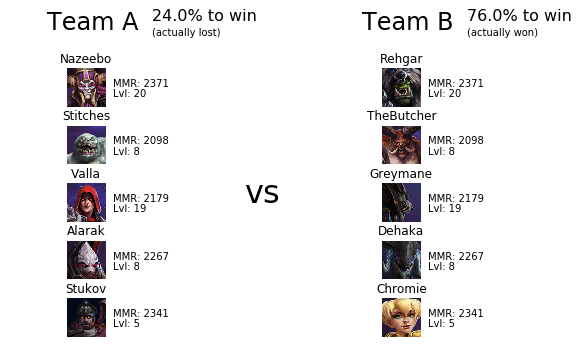 Team A 24.0% to win
(actually lost)
Nazeebo
MMR: 2371
Lvl: 20
Stitches
MMR: 2098
Lvl: 8
Valla
MMR: 2179
Lvl: 19
Alarak
MMR: 2267
Lvl: 8
Stukov
MMR: 2341
Lvl: 5
vs
Team B 76.0% to win
(actually won)
Rehgar
MMR: 2371
Lvl: 20
TheButcher
MMR: 2098
Lvl: 8
Greymane
MMR: 2179
Lvl: 19
Dehaka
MMR: 2267
Lvl: 8
Chromie
MMR: 2341
Lvl: 5